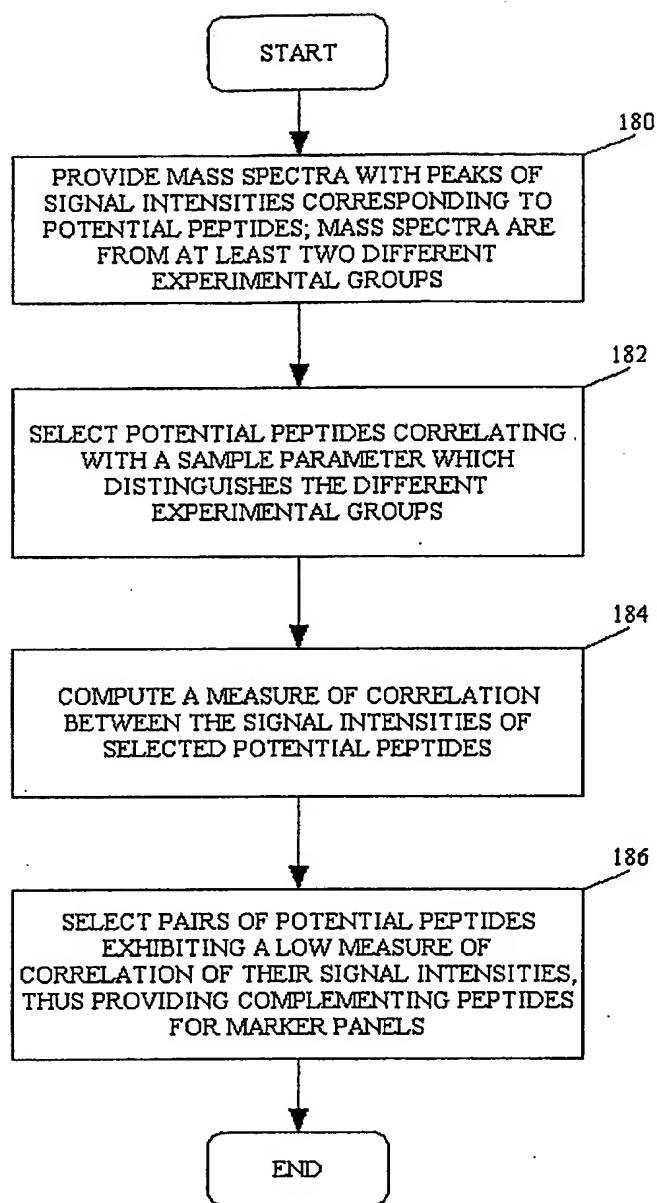 START
180
PROVIDE MASS SPECTRA WITH PEAKS OF
SIGNAL INTENSITIES CORRESPONDING TO
POTENTIAL PEPTIDES; MASS SPECTRA ARE
FROM AT LEAST TWO DIFFERENT
EXPERIMENTAL GROUPS
182
SELECT POTENTIAL PEPTIDES CORRELATING
WITH A SAMPLE PARAMETER WHICH
DISTINGUISHES THE DIFFERENT
EXPERIMENTAL GROUPS
184
COMPUTE A MEASURE OF CORRELATION
BETWEEN THE SIGNAL INTENSITIES OF
SELECTED POTENTIAL PEPTIDES
186
SELECT PAIRS OF POTENTIAL PEPTIDES
EXHIBITING A LOW MEASURE OF
CORRELATION OF THEIR SIGNAL INTENSITIES,
THUS PROVIDING COMPLEMENTING PEPTIDES
FOR MARKER PANELS
END